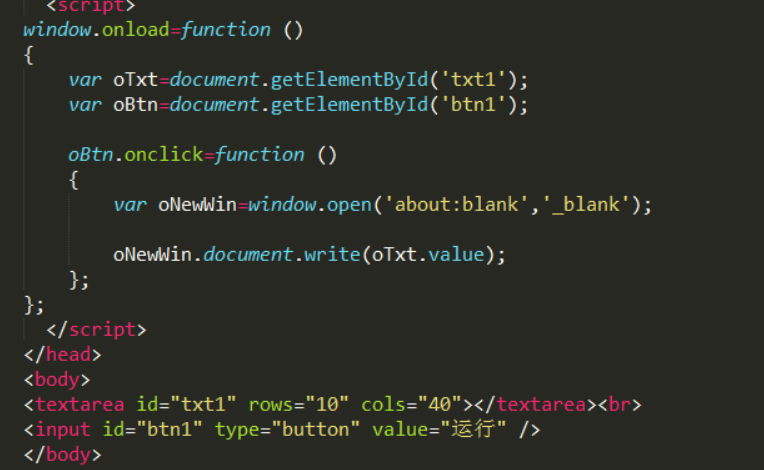 <script>
window.onload=function ()
{
var oTxt=document.getElementById('txt1');
var oBtn=document.getElementById('btn1');
oBtn.onclick=function ()
{
var oNewWin=window.open('about:blank','_blank');
oNewWin.document.write(oTxt.value);
};
};
</script>
</head>
<body>
<textarea id="txt1" rows="10" cols="40"></textarea><br>
<input id="btn1" type="button" value="运行" />
</body>